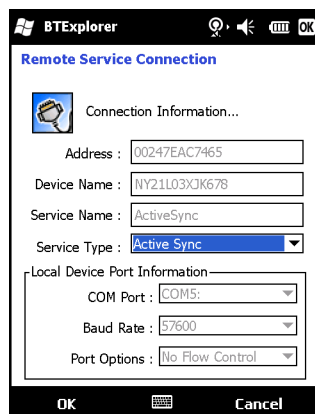 BTExplorer
OK
Remote Service Connection
Connection Information...
Address : 00247EAC7465
Device Name : NY21L03XJK678
Service Name : ActiveSync
Service Type : Active Sync
Local Device Port Information
COM Port : COM5:
Baud Rate : 57600
Port Options : No Flow Control
OK Cancel